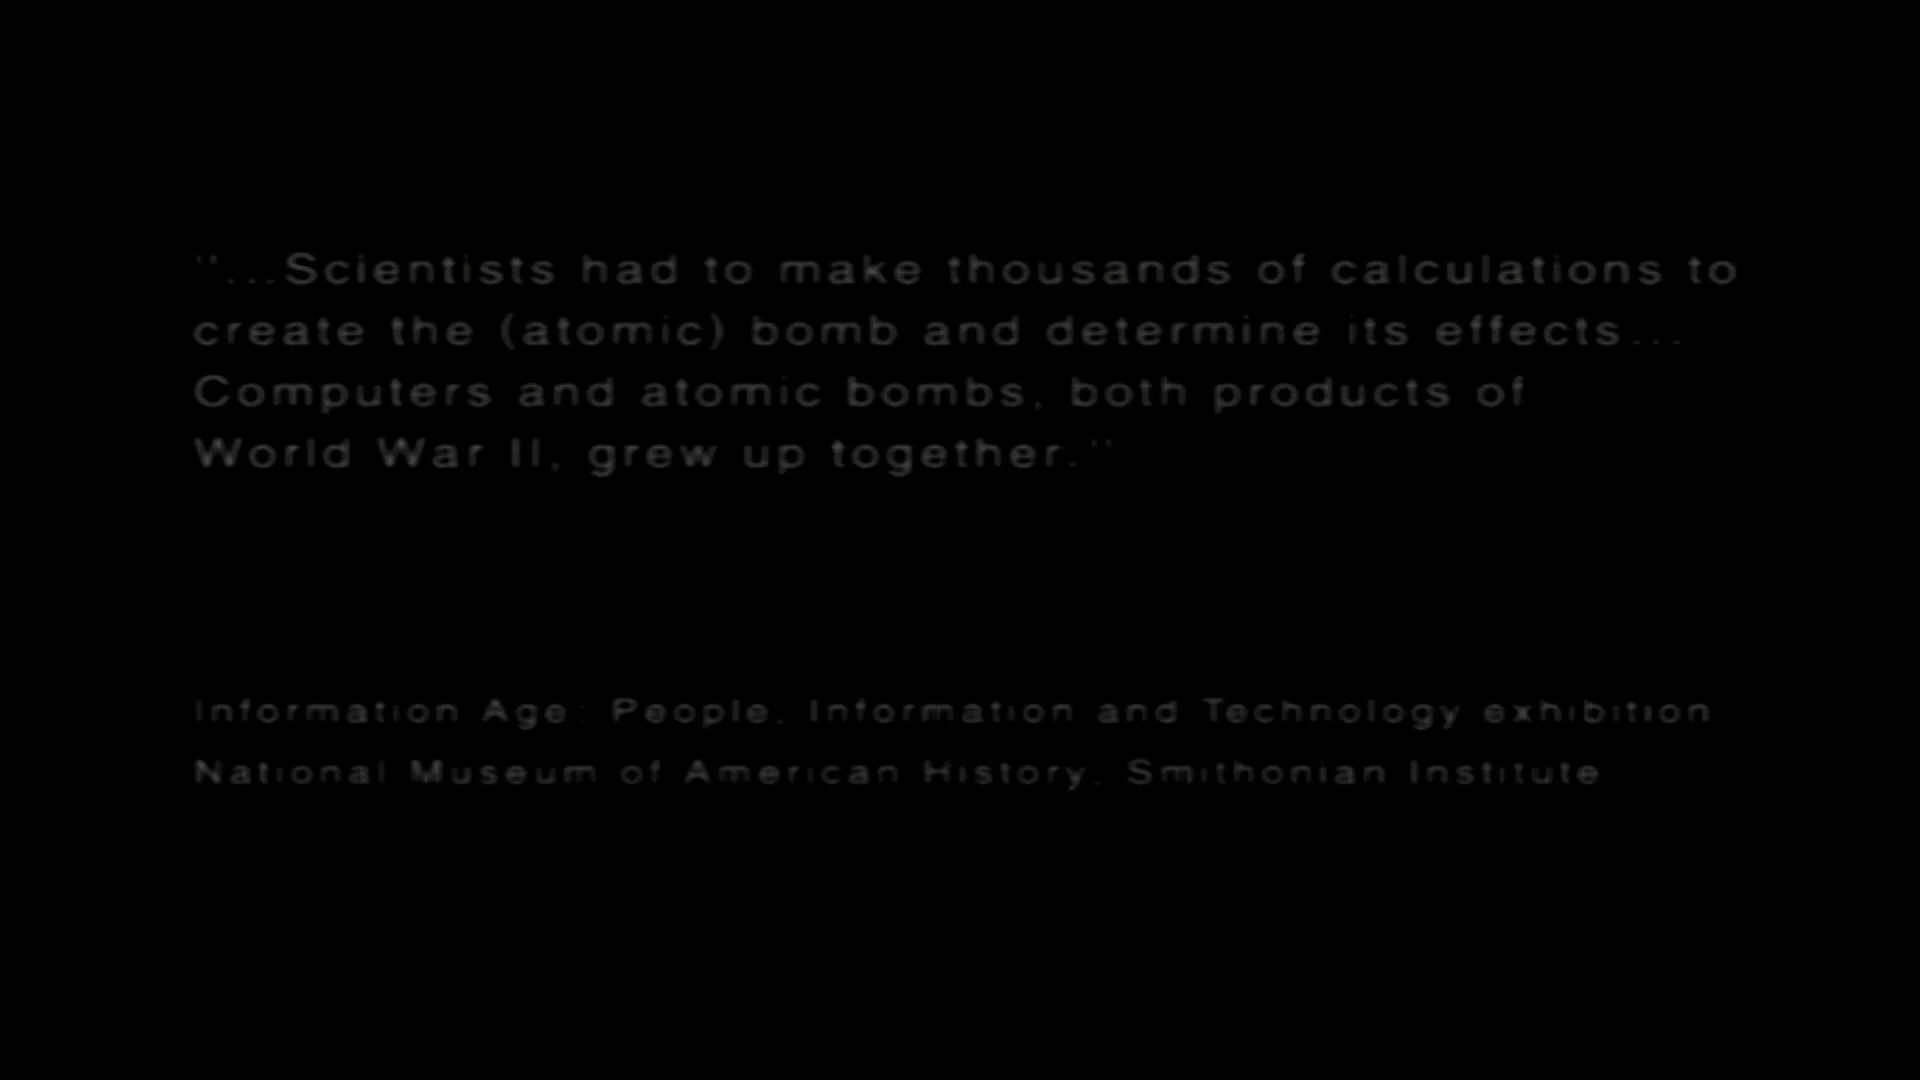 "...Scientists had to make thousands of calculations to
create the (atomic) bomb and determine its effects...
Computers and atomic bombs, both products of
World War II, grew up together."
Information Age: People, Information and Technology exhibition
National Museum of American History, Smithonian Institute